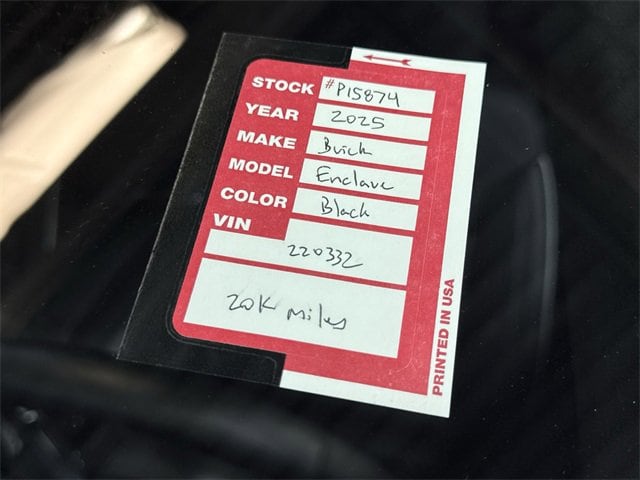 STOCK #P15874
YEAR 2025
MAKE Buick
MODEL Enclave
COLOR Black
VIN
220332
20K miles
PRINTED IN USA